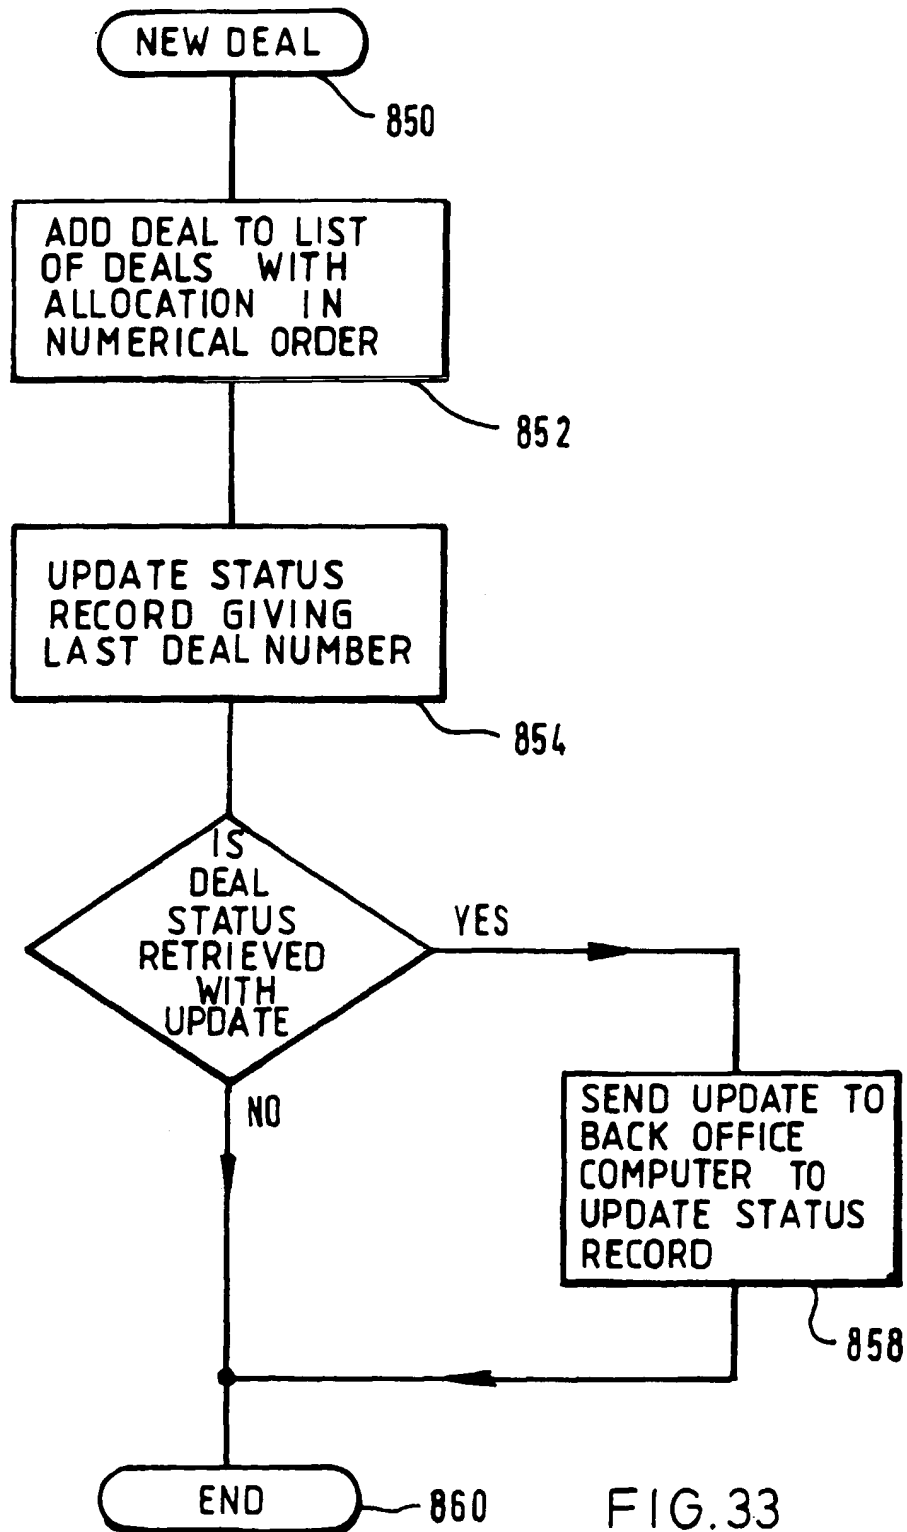 NEW DEAL
850
ADD DEAL TO LIST
OF DEALS WITH
ALLOCATION IN
NUMERICAL ORDER
852
UPDATE STATUS
RECORD GIVING
LAST DEAL NUMBER
854
IS
DEAL
STATUS
RETRIEVED
WITH
UPDATE
YES
NO
SEND UPDATE TO
BACK OFFICE
COMPUTER TO
UPDATE STATUS
RECORD
858
END
860
FIG.33